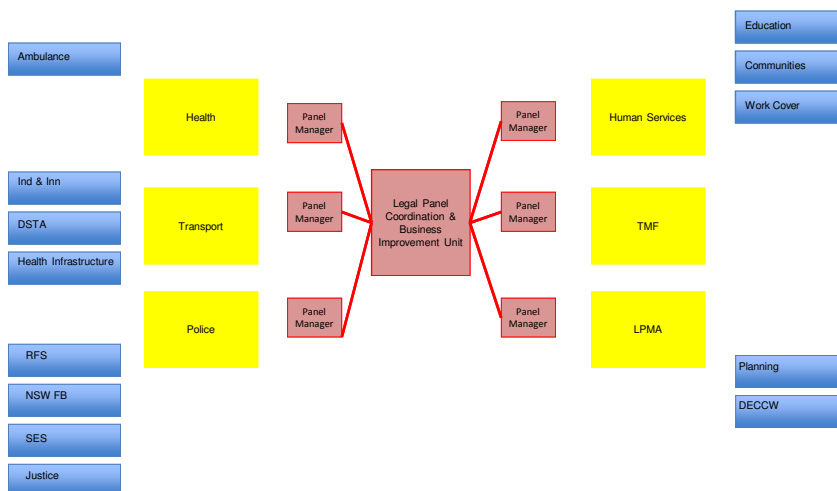 Ambulance
Ind & Inn
DSTA
Health Infrastructure
RFS
NSW FB
SES
Justice
Health
Transport
Police
Panel
Manager
Panel
Manager
Panel
Manager
Legal Panel
Coordination &
Business
Improvement Unit
Panel
Manager
Panel
Manager
Panel
Manager
Human Services
TMF
LPMA
Education
Communities
Work Cover
Planning
DECCW